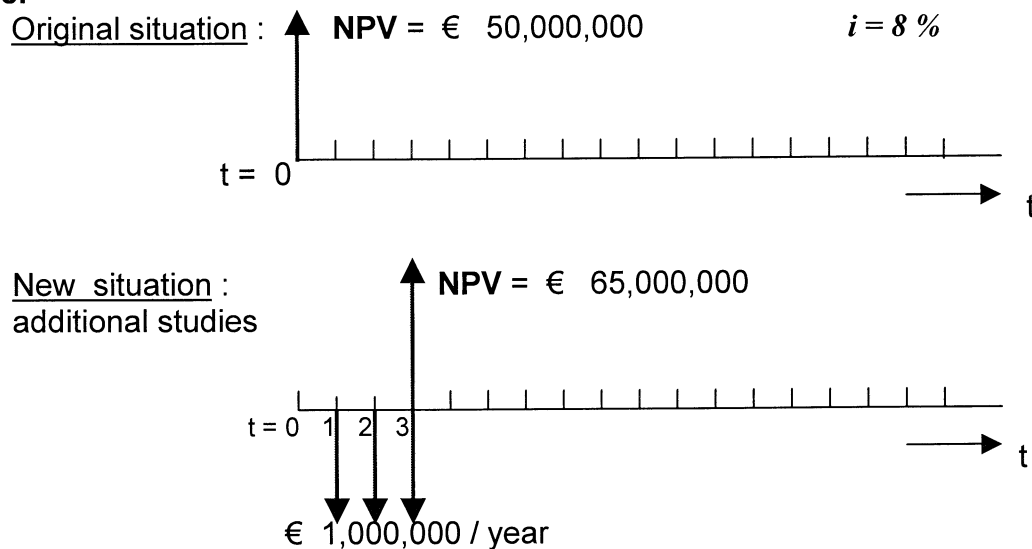 Original situation : NPV = € 50,000,000 i = 8 %
t = 0
t
New situation : NPV = € 65,000,000
additional studies
t = 0 1 2 3
t
€ 1,000,000 / year